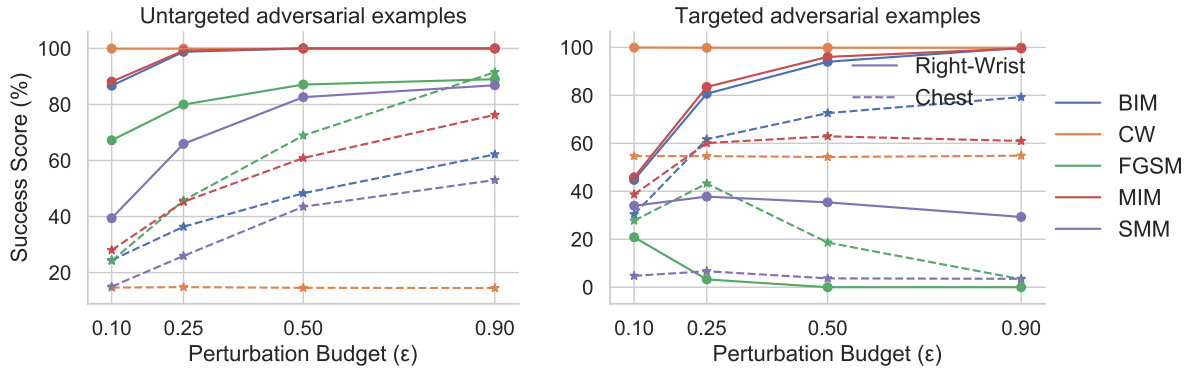 Untargeted adversarial examples
Success Score (%)
100
80
60
40
20
0.10 0.25 0.50 0.90
Perturbation Budget (ε)
Targeted adversarial examples
100
80
60
40
20
0
0.10 0.25 0.50 0.90
Perturbation Budget (ε)
Right-Wrist
Chest
BIM
CW
FGSM
MIM
SMM